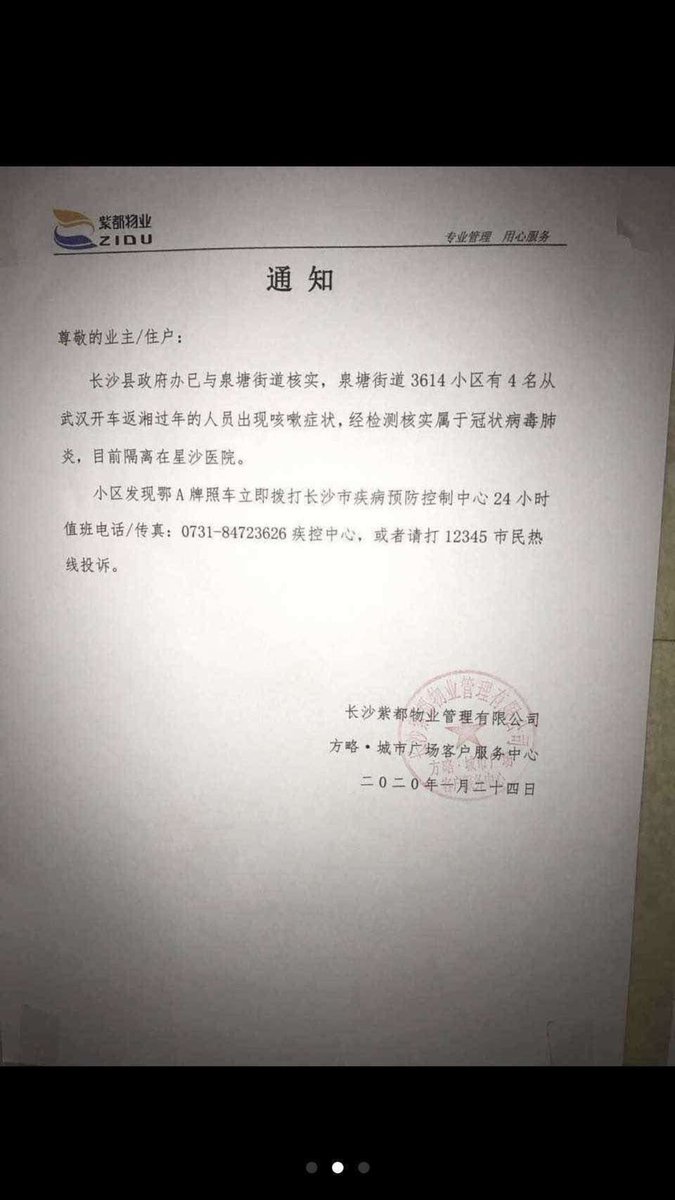 紫都物业
ZIDU
专业管理 用心服务
通知
尊敬的业主/住户：
长沙县政府办已与泉塘街道核实，泉塘街道 3614 小区有 4 名从
武汉开车返湘过年的人员出现咳嗽症状，经检测核实属于冠状病毒肺
炎，目前隔离在星沙医院。
小区发现鄂 A 牌照车立即拨打长沙市疾病预防控制中心 24 小时
值班电话/传真：0731-84723626 疾控中心，或者请打 12345 市民热
线投诉。
长沙紫都物业管理有限公司
方略·城市广场客户服务中心
二〇二〇年一月二十四日